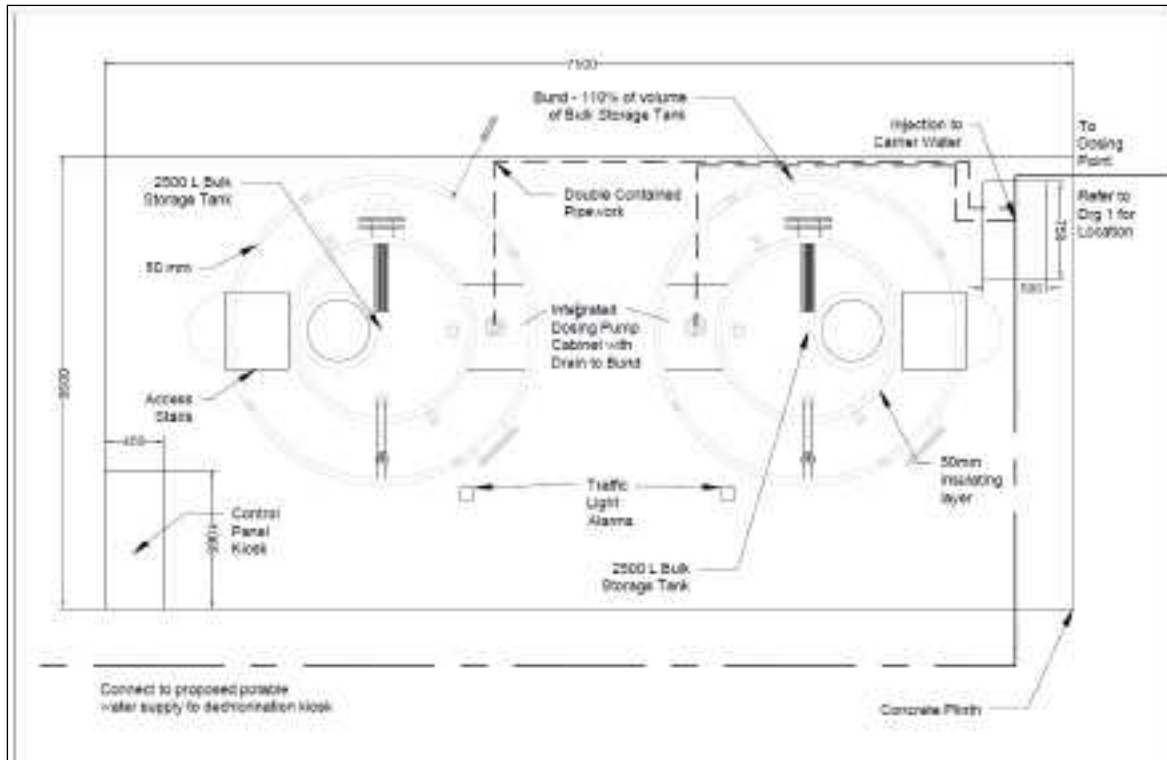 7500
Bund - 110% of volume
of Bulk Storage Tank
Injection to
Carrier Water
To
Dosing
Point
2500 L Bulk
Storage Tank
Double Contained
Pipework
Refer to
Drg 1 for
Location
50 mm
Integrated
Dosing Pump
Cabinet with
Drain to Bund
Access
Stairs
50mm
insulating
layer
Traffic
Light
Alarms
Control
Panel
Kiosk
2500 L Bulk
Storage Tank
Connect to proposed potable
water supply to dechlorination kiosk
Concrete Plinth